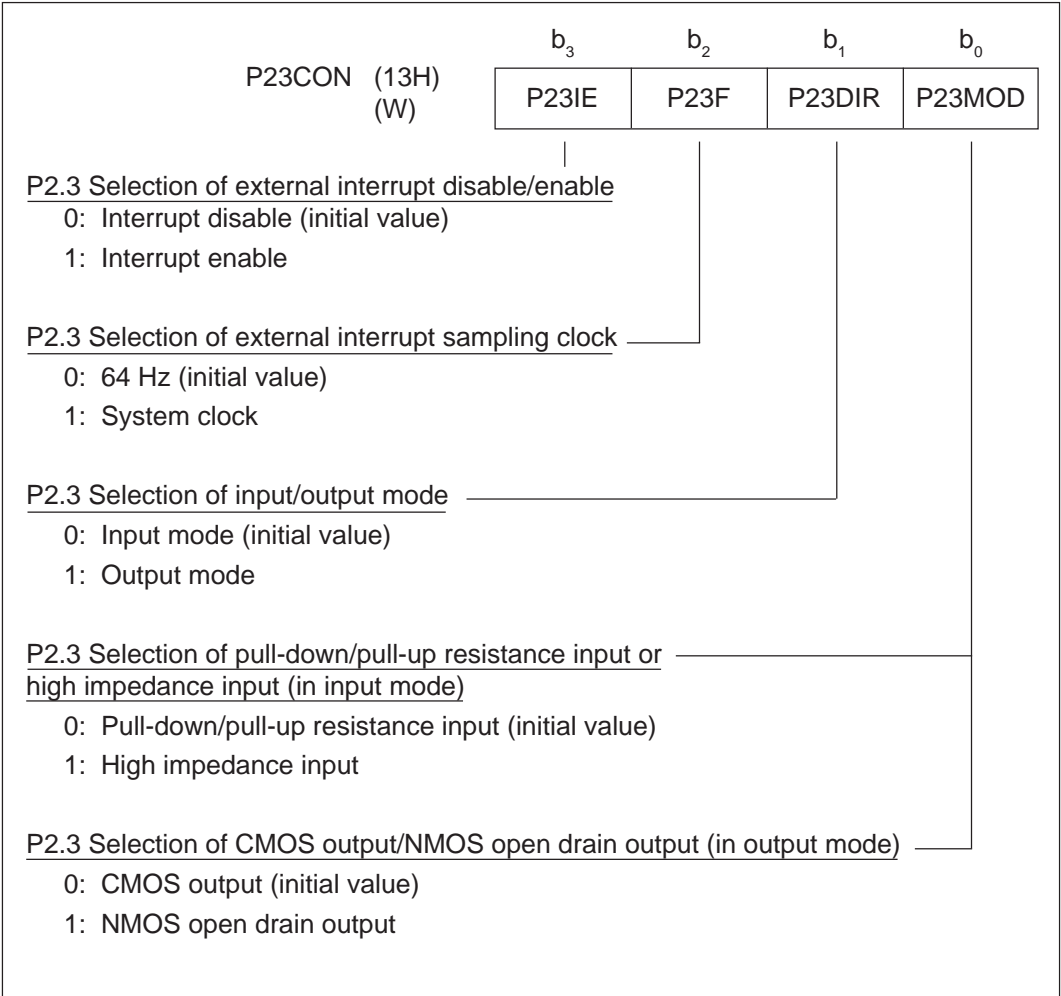 b3 b2 b1 b0
P23CON (13H)
(W)
P23IE P23F P23DIR P23MOD
P2.3 Selection of external interrupt disable/enable
0: Interrupt disable (initial value)
1: Interrupt enable
P2.3 Selection of external interrupt sampling clock
0: 64 Hz (initial value)
1: System clock
P2.3 Selection of input/output mode
0: Input mode (initial value)
1: Output mode
P2.3 Selection of pull-down/pull-up resistance input or
high impedance input (in input mode)
0: Pull-down/pull-up resistance input (initial value)
1: High impedance input
P2.3 Selection of CMOS output/NMOS open drain output (in output mode)
0: CMOS output (initial value)
1: NMOS open drain output